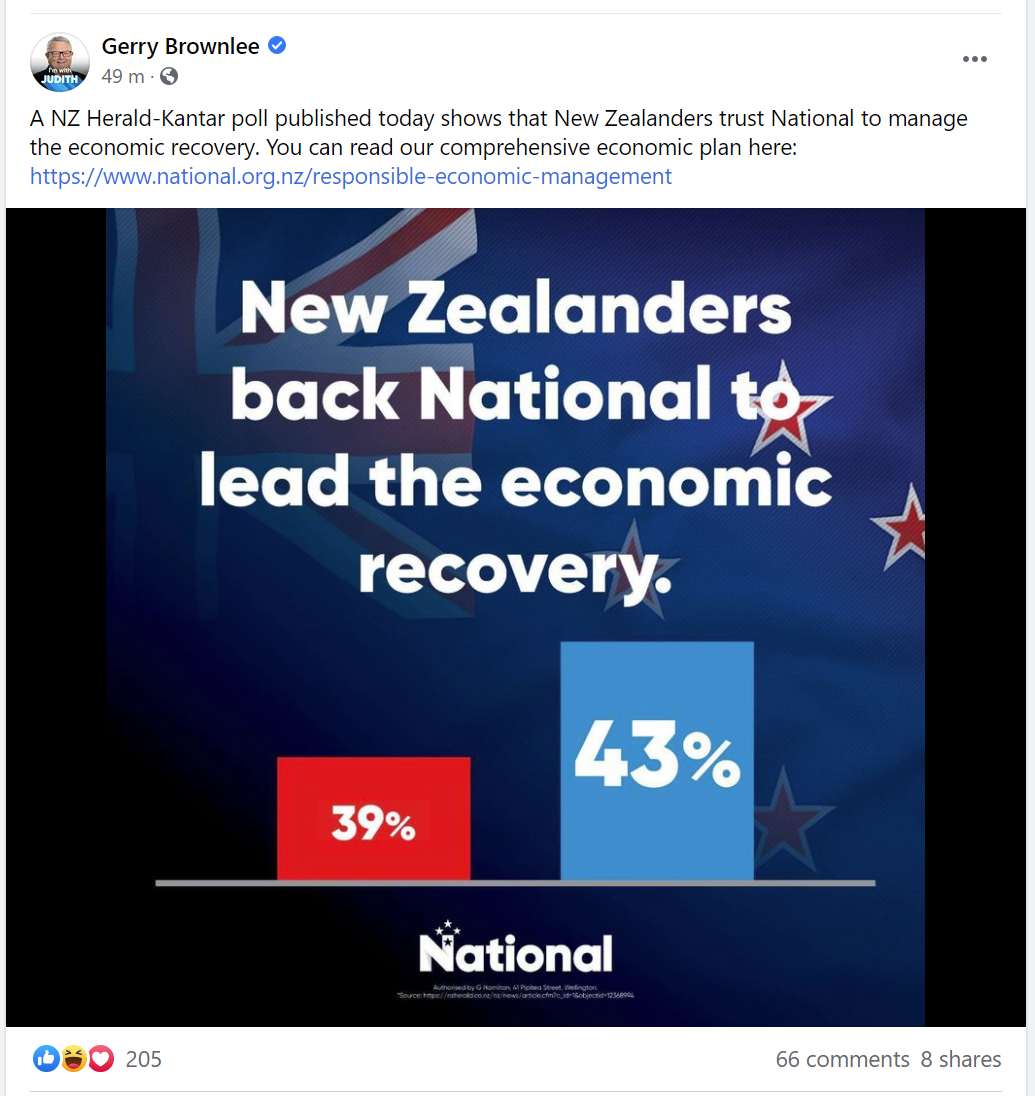 Gerry Brownlee
I'm with
JUDITH
49 m ·
A NZ Herald-Kantar poll published today shows that New Zealanders trust National to manage
the economic recovery. You can read our comprehensive economic plan here:
https://www.national.org.nz/responsible-economic-management
New Zealanders
back National to
lead the economic
recovery.
43%
39%
National
Authorised by G Hamilton, 41 Pipitea Street, Wellington.
*Source: https://nzherald.co.nz/nz/news/article.cfm?c_id=1&objectid=12368994
205
66 comments 8 shares